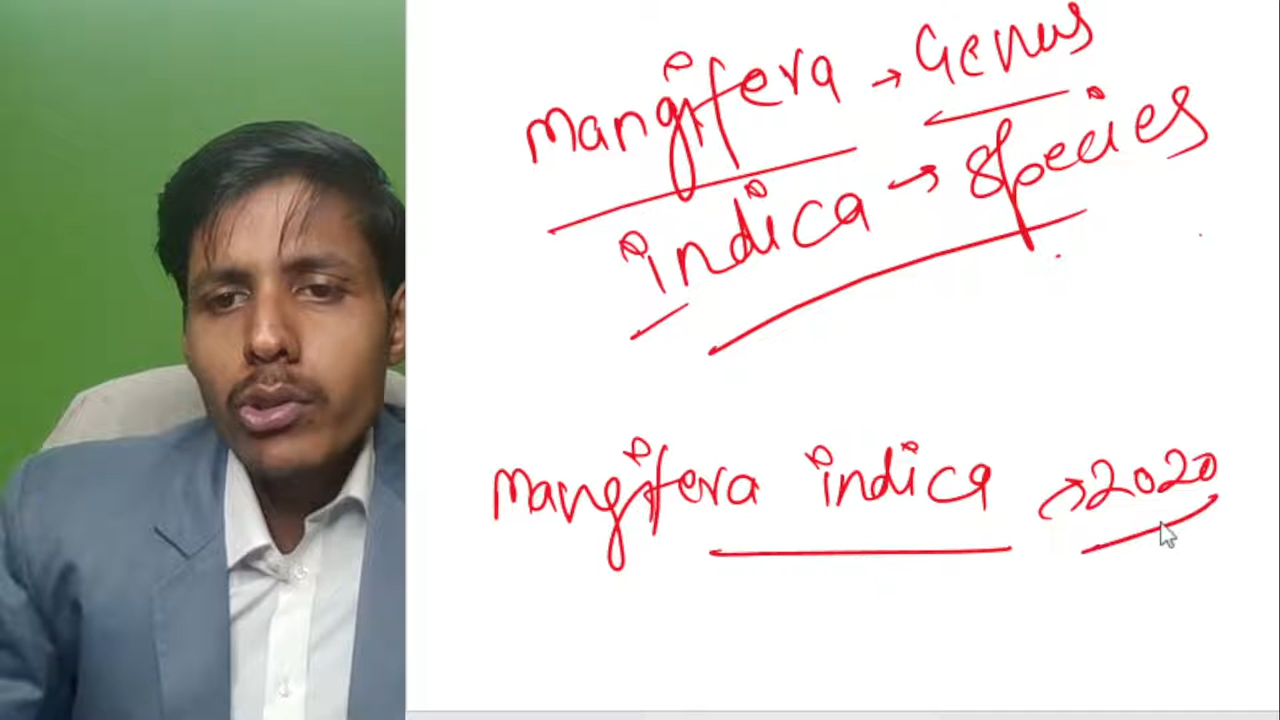 Mangifera → Genus
indica → Species
Mangifera indica → 2020